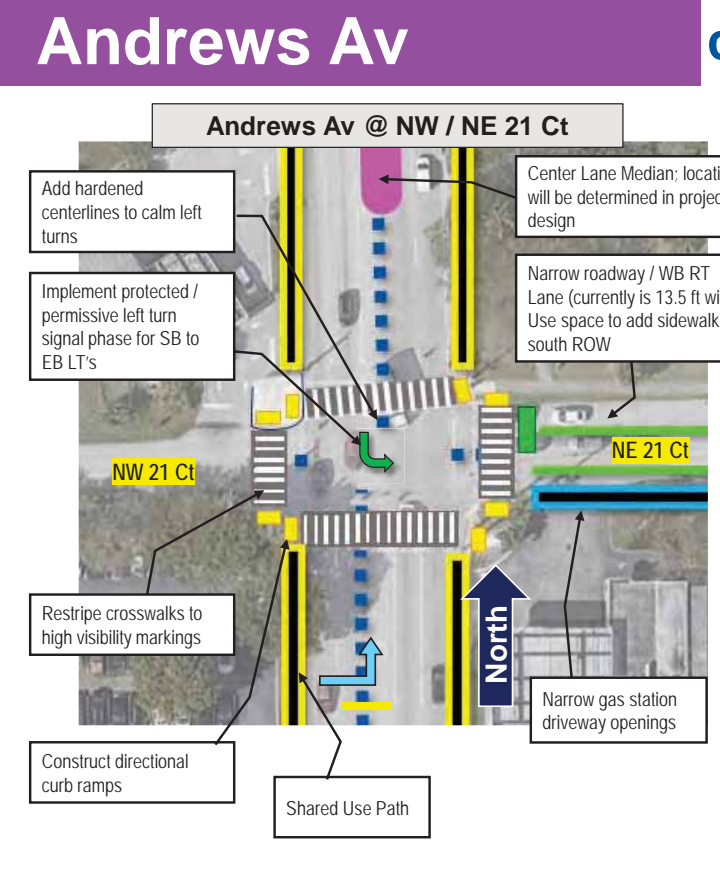 Andrews Av
Andrews Av @ NW / NE 21 Ct
Add hardened
centerlines to calm left
turns
Center Lane Median;
will be determined in
design
Implement protected /
permissive left turn
signal phase for SB to
EB LT's
Narrow roadway / WB RT
Lane (currently is 13.5 ft
Use space to add sidewalk
south ROW
NW 21 Ct
NE 21 Ct
Restripe crosswalks to
high visibility markings
North
Narrow gas station
driveway openings
Construct directional
curb ramps
Shared Use Path